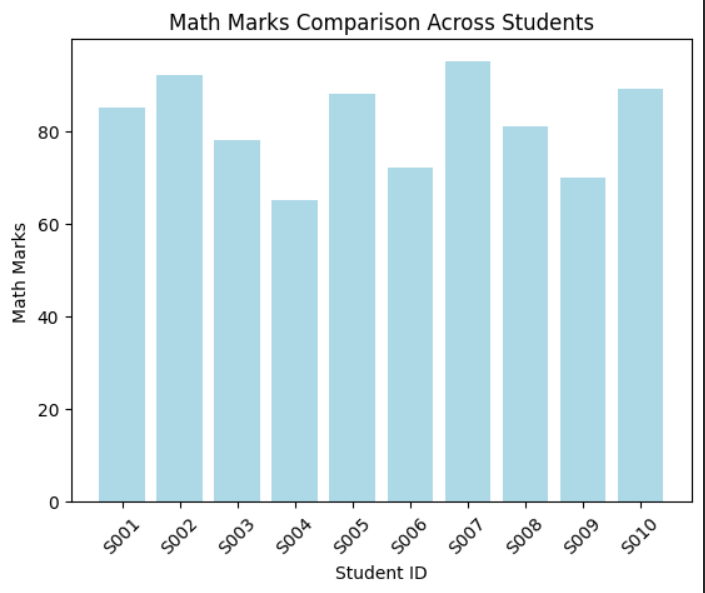 Math Marks Comparison Across Students
Math Marks
80
60
40
20
0
S001 S002 S003 S004 S005 S006 S007 S008 S009 S010
Student ID